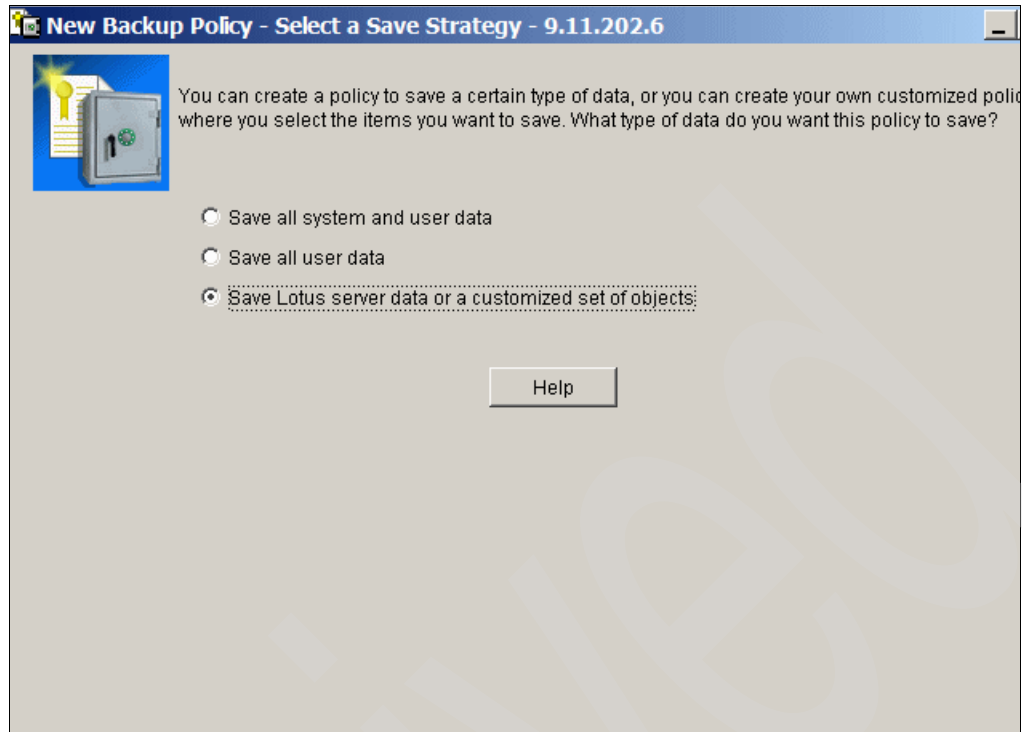 New Backup Policy - Select a Save Strategy - 9.11.202.6
You can create a policy to save a certain type of data, or you can create your own customized polic
where you select the items you want to save. What type of data do you want this policy to save?
Save all system and user data
Save all user data
Save Lotus server data or a customized set of objects
Help